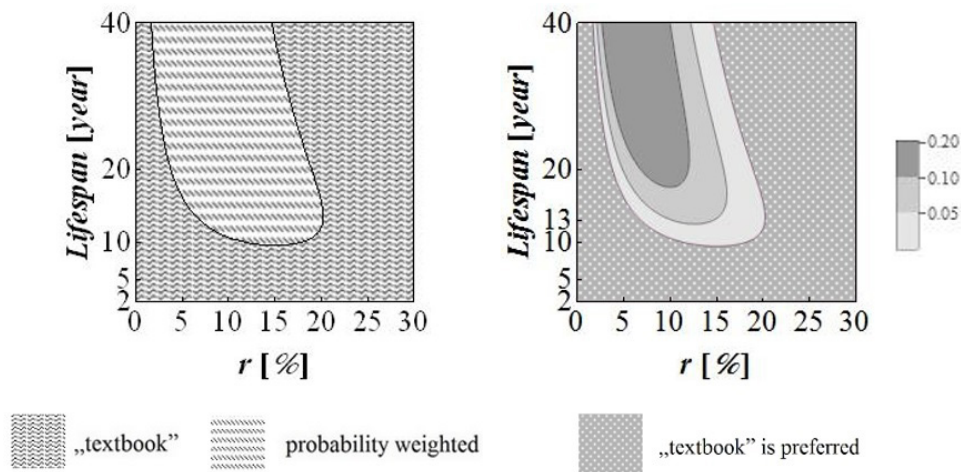 40
20
10
5
2
Lifespan [year]
0 5 10 15 20 25 30
r [%]
40
20
13
10
5
2
Lifespan [year]
0 5 10 15 20 25 30
r [%]
0.20
0.10
0.05
„textbook”
probability weighted
„textbook” is preferred